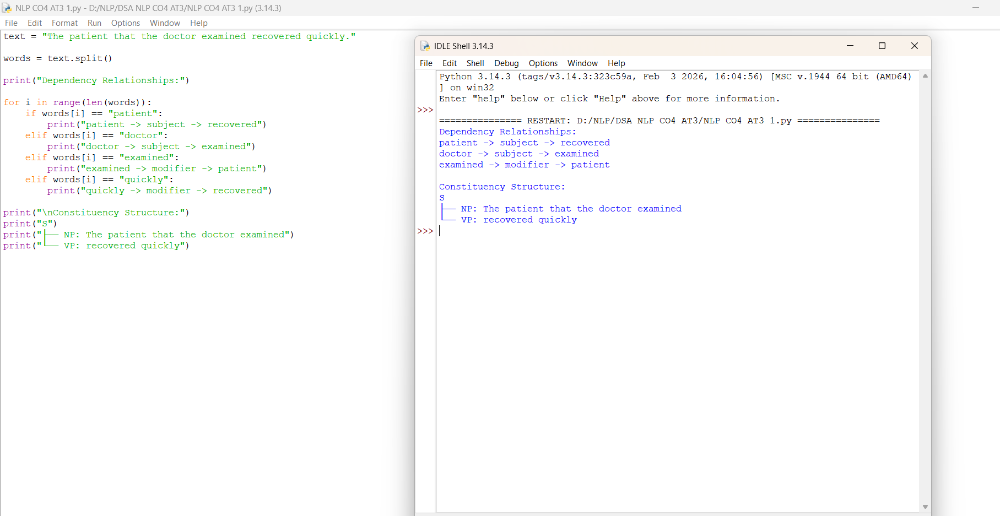 NLP CO4 AT3 1.py - D:/NLP/DSA NLP CO4 AT3/NLP CO4 AT3 1.py (3.14.3)
File Edit Format Run Options Window Help
text = "The patient that the doctor examined recovered quickly."

words = text.split()

print("Dependency Relationships:")

for i in range(len(words)):
    if words[i] == "patient":
        print("patient -> subject -> recovered")
    elif words[i] == "doctor":
        print("doctor -> subject -> examined")
    elif words[i] == "examined":
        print("examined -> modifier -> patient")
    elif words[i] == "quickly":
        print("quickly -> modifier -> recovered")

print("\nConstituency Structure:")
print("S")
print("├── NP: The patient that the doctor examined")
print("└── VP: recovered quickly")
IDLE Shell 3.14.3
File Edit Shell Debug Options Window Help
Python 3.14.3 (tags/v3.14.3:323c59a, Feb  3 2026, 16:04:56) [MSC v.1944 64 bit (AMD64)
] on win32
Enter "help" below or click "Help" above for more information.
>>>
=============== RESTART: D:/NLP/DSA NLP CO4 AT3/NLP CO4 AT3 1.py ===============
Dependency Relationships:
patient -> subject -> recovered
doctor -> subject -> examined
examined -> modifier -> patient

Constituency Structure:
S
├── NP: The patient that the doctor examined
└── VP: recovered quickly
>>>